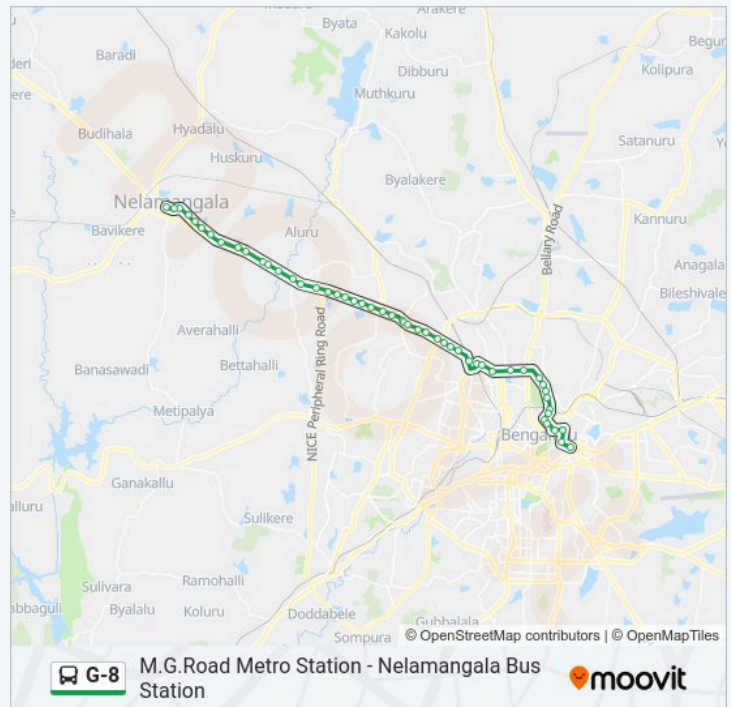 Baradi
Byata
Arakere
Kakolu
Begur
Dibburu
Kolipura
Muthkuru
Budihala
Hyadalu
Satanuru
Huskuru
Byalakere
Nelamangala
Kannuru
Bavikere
Aluru
Bellary Road
Anagala
Bileshivale
NICE Peripheral Ring Road
Averahalli
Banasawadi
Bettahalli
Metipalya
Bengaluru
Ganakallu
Sulikere
Ramohalli
Sulivara
Doddabele
Byalalu
Koluru
Gubbalala
Sompura
© OpenStreetMap contributors | © OpenMapTiles
G-8
M.G.Road Metro Station - Nelamangala Bus
Station
moovit